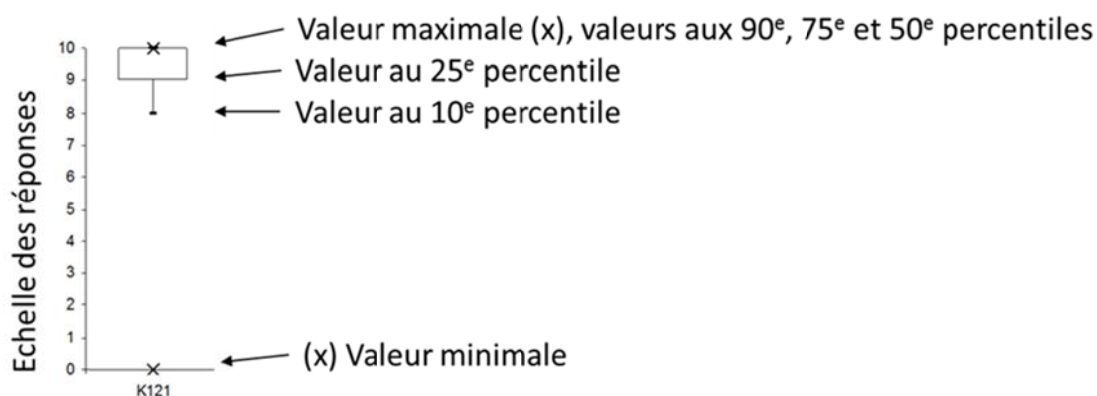 Valeur maximale (x), valeurs aux 90e, 75e et 50e percentiles
Valeur au 25e percentile
Valeur au 10e percentile
(x) Valeur minimale
Echelle des réponses
10
9
8
7
6
5
4
3
2
1
0
K121